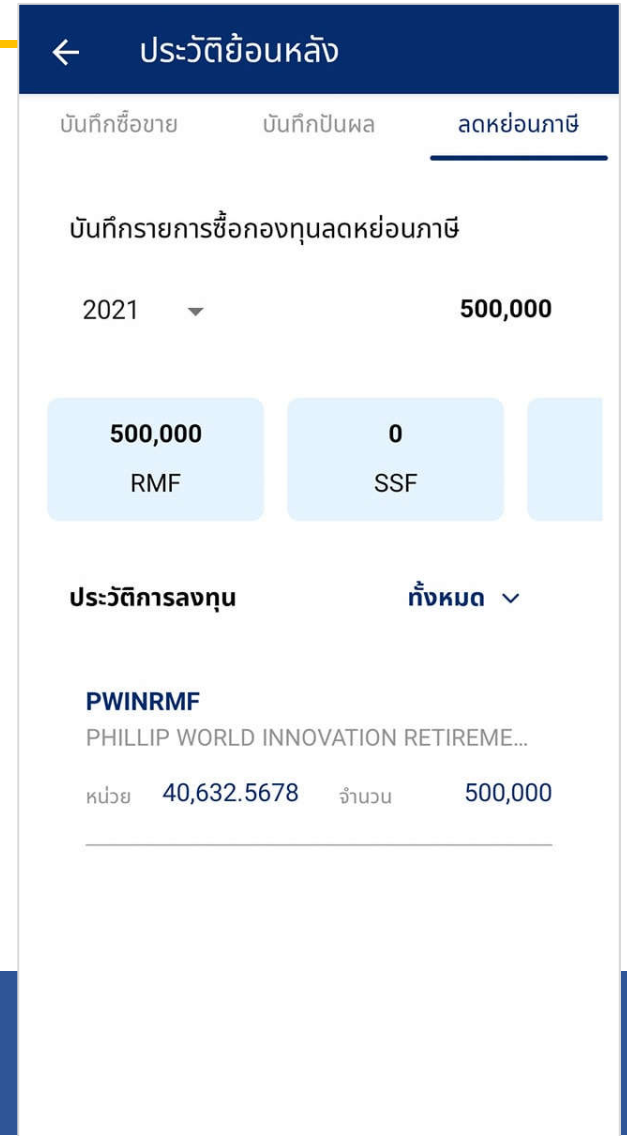 ประวัติย้อนหลัง
บันทึกซื้อขาย บันทึกปันผล ลดหย่อนภาษี
บันทึกรายการซื้อกองทุนลดหย่อนภาษี
2021 500,000
500,000 0
RMF SSF
ประวัติการลงทุน ทั้งหมด
PWINRMF
PHILLIP WORLD INNOVATION RETIREME...
หน่วย 40,632.5678 จำนวน 500,000